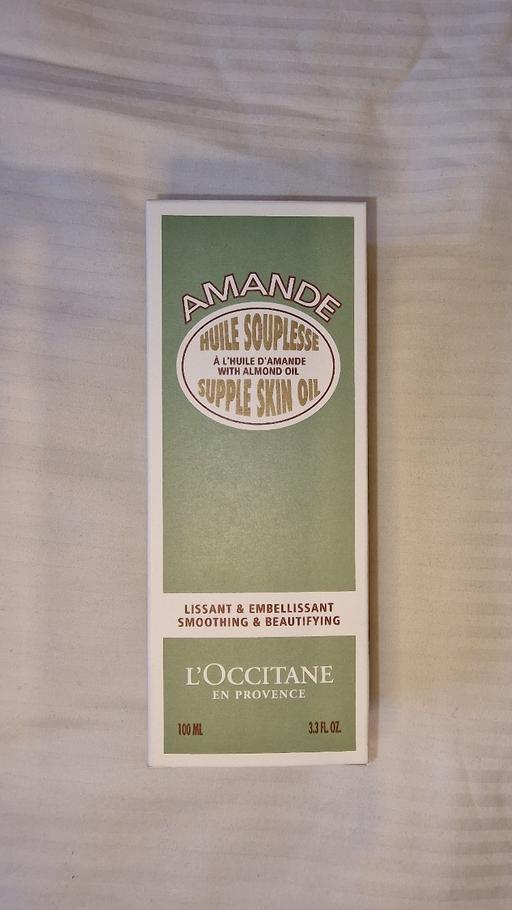 AMANDE
HUILE SOUPLESSE
À L'HUILE D'AMANDE
WITH ALMOND OIL
SUPPLE SKIN OIL
LISSANT & EMBELLISSANT
SMOOTHING & BEAUTIFYING
L'OCCITANE
EN PROVENCE
100 ML 3.3 FL. OZ.